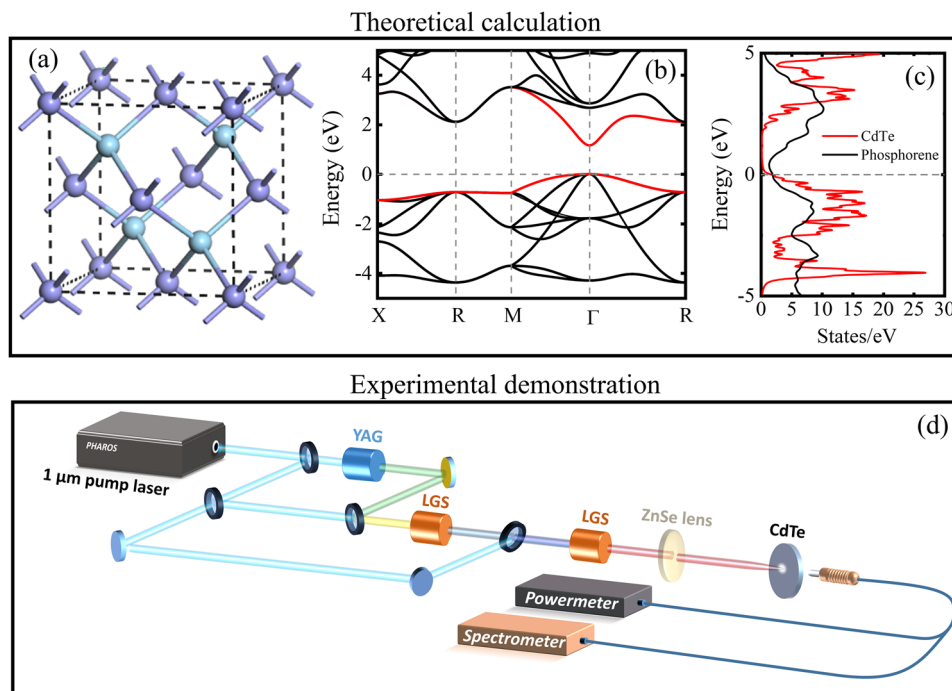 Theoretical calculation
(a)
(b)
(c)
Energy (eV)
4
2
0
-2
-4
X
R
M
Γ
R
Energy (eV)
5
0
-5
CdTe
Phosphorene
0
5
10
15
20
25
30
States/eV
Experimental demonstration
(d)
PHAROS
1 μm pump laser
YAG
LGS
LGS
ZnSe lens
CdTe
Powermeter
Spectrometer